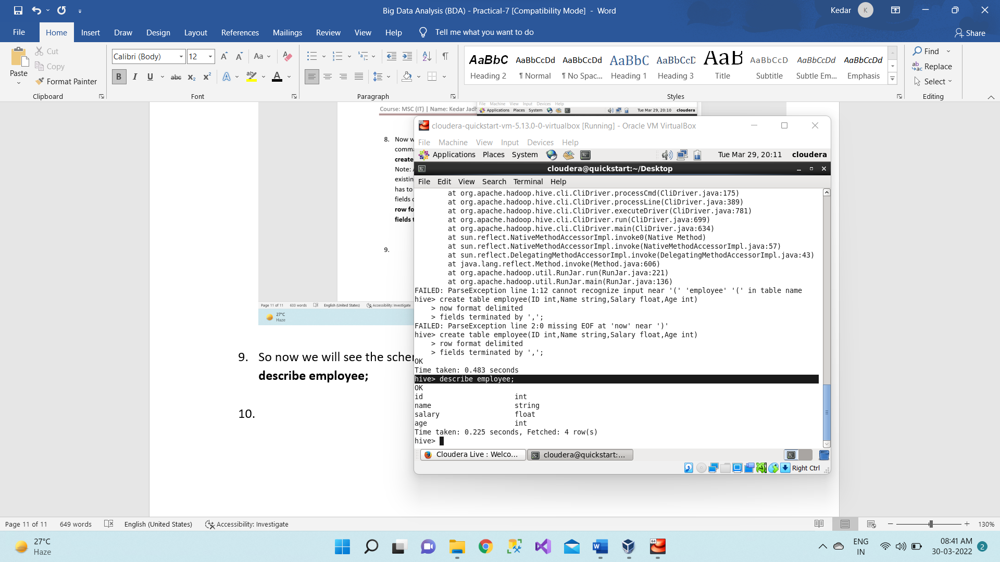 Big Data Analysis (BDA) - Practical-7 [Compatibility Mode] - Word
Kedar
K
File Home Insert Draw Design Layout References Mailings Review View Help Tell me what you want to do
Share
Paste
Cut
Copy
Format Painter
Clipboard
Calibri (Body) 12
Font
Paragraph
AaBbC AaBbCcDd AaBbCcDd AaBbC AaBbCcD AaB AaBbCcD AaBbCcDd AaBbCcDd
Heading 2 ¶ Normal ¶ No Spac... Heading 1 Heading 3 Title Subtitle Subtle Em... Emphasis
Styles
Find
Replace
Select
Editing
Course: MSC (IT) | Name: Kedar Jadh
File Machine View Input Devices Help
Applications Places System Tue Mar 29, 20:10 cloudera
8. Now w
comma
create
Note:
existin
has to
fields
row fo
fields t
9.
Page 11 of 11 633 words English (United States) Accessibility: Investigate
27°C
Haze
9. So now we will see the sche
describe employee;
10.
cloudera-quickstart-vm-5.13.0-0-virtualbox [Running] - Oracle VM VirtualBox
File Machine View Input Devices Help
Applications Places System Tue Mar 29, 20:11 cloudera
cloudera@quickstart:~/Desktop
File Edit View Search Terminal Help
at org.apache.hadoop.hive.cli.CliDriver.processCmd(CliDriver.java:175)
at org.apache.hadoop.hive.cli.CliDriver.processLine(CliDriver.java:389)
at org.apache.hadoop.hive.cli.CliDriver.executeDriver(CliDriver.java:781)
at org.apache.hadoop.hive.cli.CliDriver.run(CliDriver.java:699)
at org.apache.hadoop.hive.cli.CliDriver.main(CliDriver.java:634)
at sun.reflect.NativeMethodAccessorImpl.invoke0(Native Method)
at sun.reflect.NativeMethodAccessorImpl.invoke(NativeMethodAccessorImpl.java:57)
at sun.reflect.DelegatingMethodAccessorImpl.invoke(DelegatingMethodAccessorImpl.java:43)
at java.lang.reflect.Method.invoke(Method.java:606)
at org.apache.hadoop.util.RunJar.run(RunJar.java:221)
at org.apache.hadoop.util.RunJar.main(RunJar.java:136)
FAILED: ParseException line 1:12 cannot recognize input near '(' 'employee' '(' in table name
hive> create table employee(ID int,Name string,Salary float,Age int)
> now format delimited
> fields terminated by ',';
FAILED: ParseException line 2:0 missing EOF at 'now' near ')'
hive> create table employee(ID int,Name string,Salary float,Age int)
> row format delimited
> fields terminated by ',';
OK
Time taken: 0.483 seconds
hive> describe employee;
OK
id int
name string
salary float
age int
Time taken: 0.225 seconds, Fetched: 4 row(s)
hive>
Cloudera Live : Welco... cloudera@quickstart:...
Right Ctrl
Page 11 of 11 649 words English (United States) Accessibility: Investigate 130%
27°C
Haze
ENG
IN
08:41 AM
30-03-2022
2